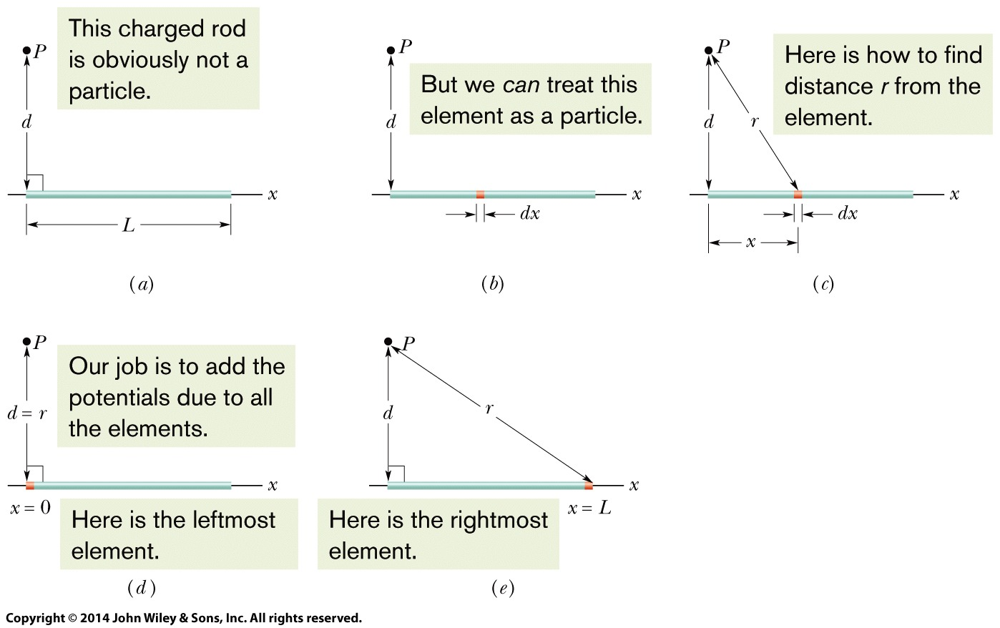 This charged rod
is obviously not a
particle.
P
d
x
L
(a)
P
But we can treat this
element as a particle.
d
x
dx
(b)
P
Here is how to find
distance r from the
element.
d
r
x
dx
x
(c)
P
Our job is to add the
potentials due to all
the elements.
d = r
x
x = 0
Here is the leftmost
element.
(d)
P
d
r
x
x = L
Here is the rightmost
element.
(e)
Copyright © 2014 John Wiley & Sons, Inc. All rights reserved.